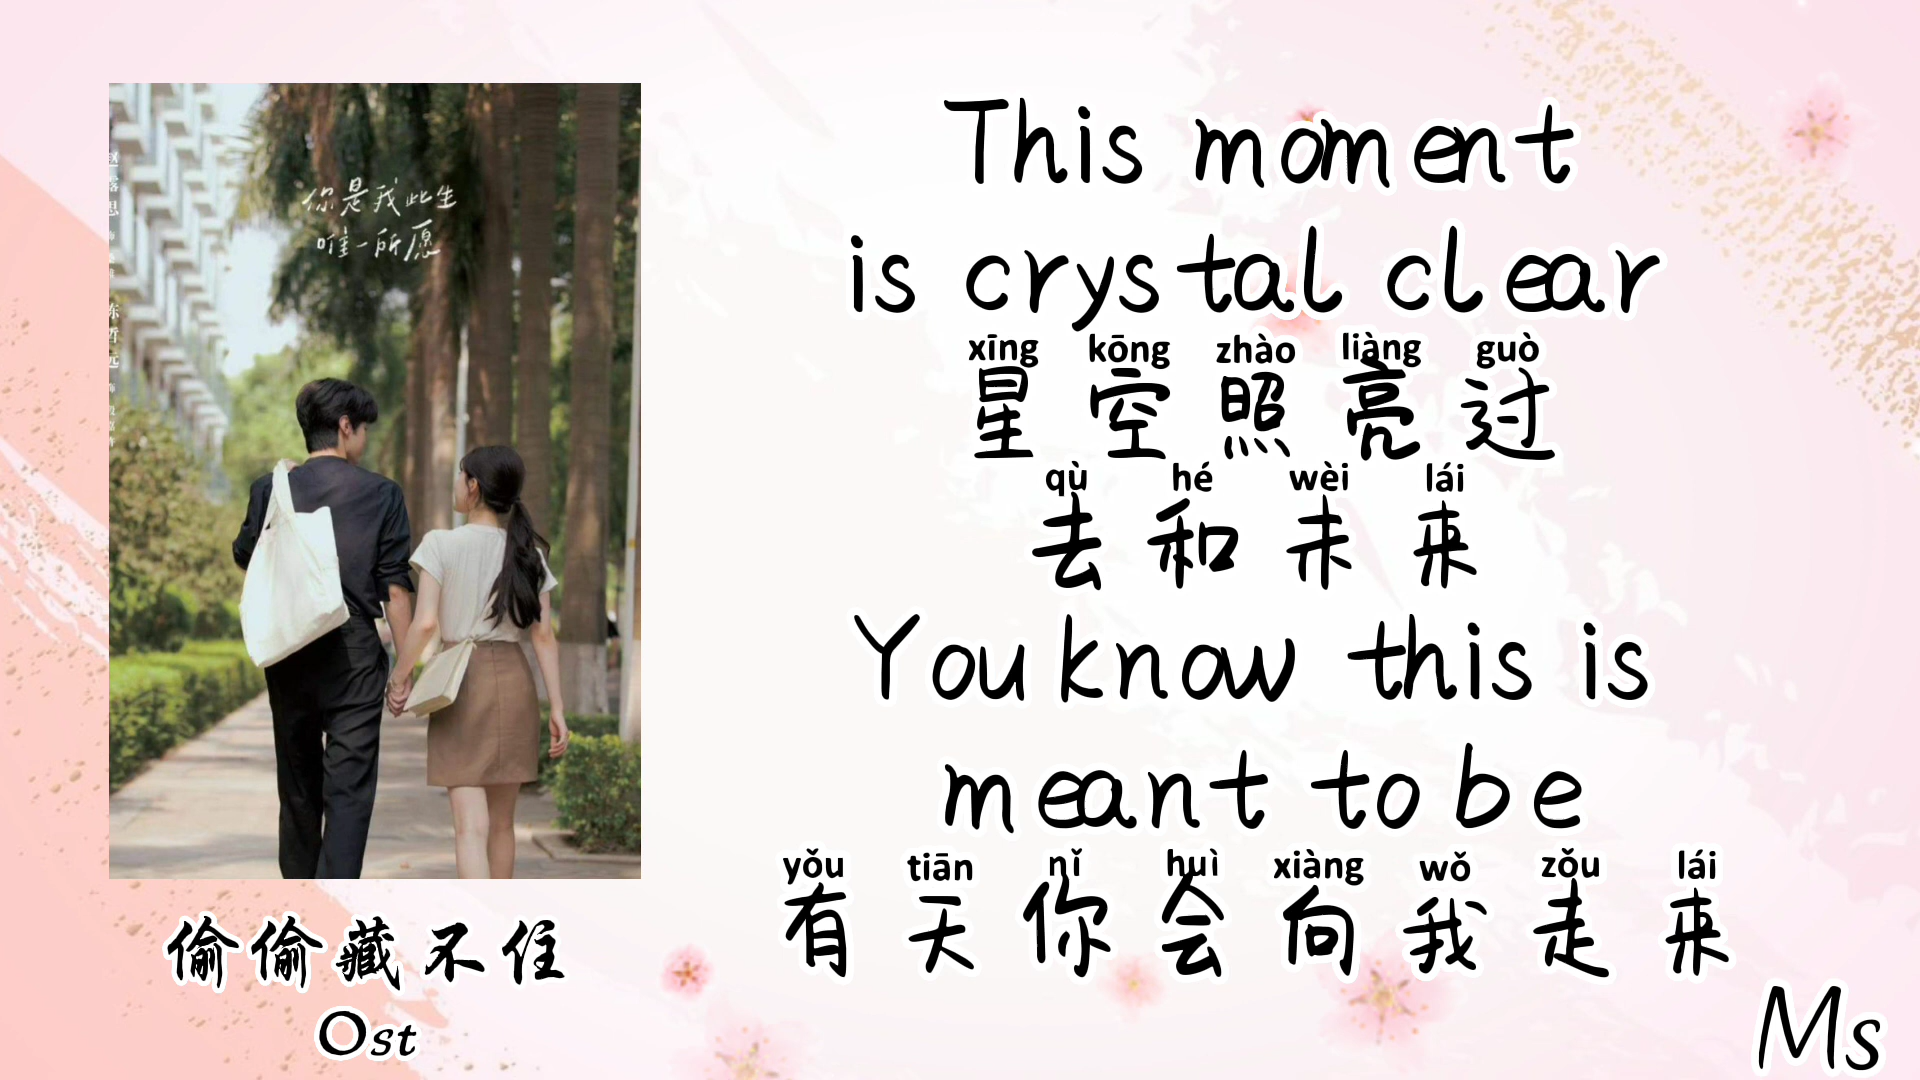 你是我此生
唯一所愿
偷偷藏不住
Ost
This moment
is crystal clear
xīng kōng zhào liàng guò
星空照亮过
qù hé wèi lái
去和未来
You know this is
meant to be
yǒu tiān nǐ huì xiàng wǒ zǒu lái
有天你会向我走来
Ms